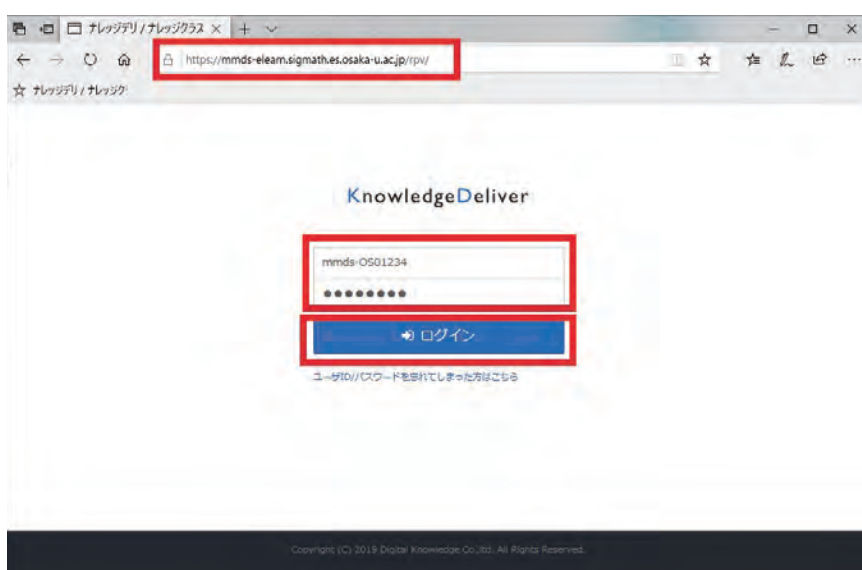 ナレッジデリ / ナレッジクラス
https://mmds-elearn.sigmath.es.osaka-u.ac.jp/rpv/
ナレッジデリ / ナレッジク
KnowledgeDeliver
mmds-OS01234
●●●●●●●●
ログイン
ユーザID/パスワードを忘れてしまった方はこちら
Copyright (C) 2019 Digital Knowledge Co.,ltd. All Rights Reserved.